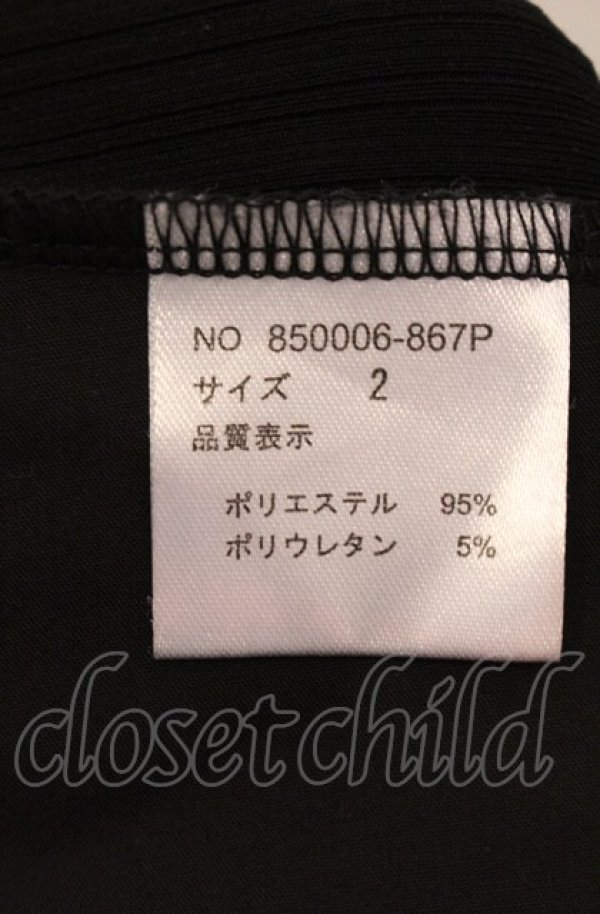 NO 850006-867P
サイズ 2
品質表示
ポリエステル 95%
ポリウレタン 5%
closet child